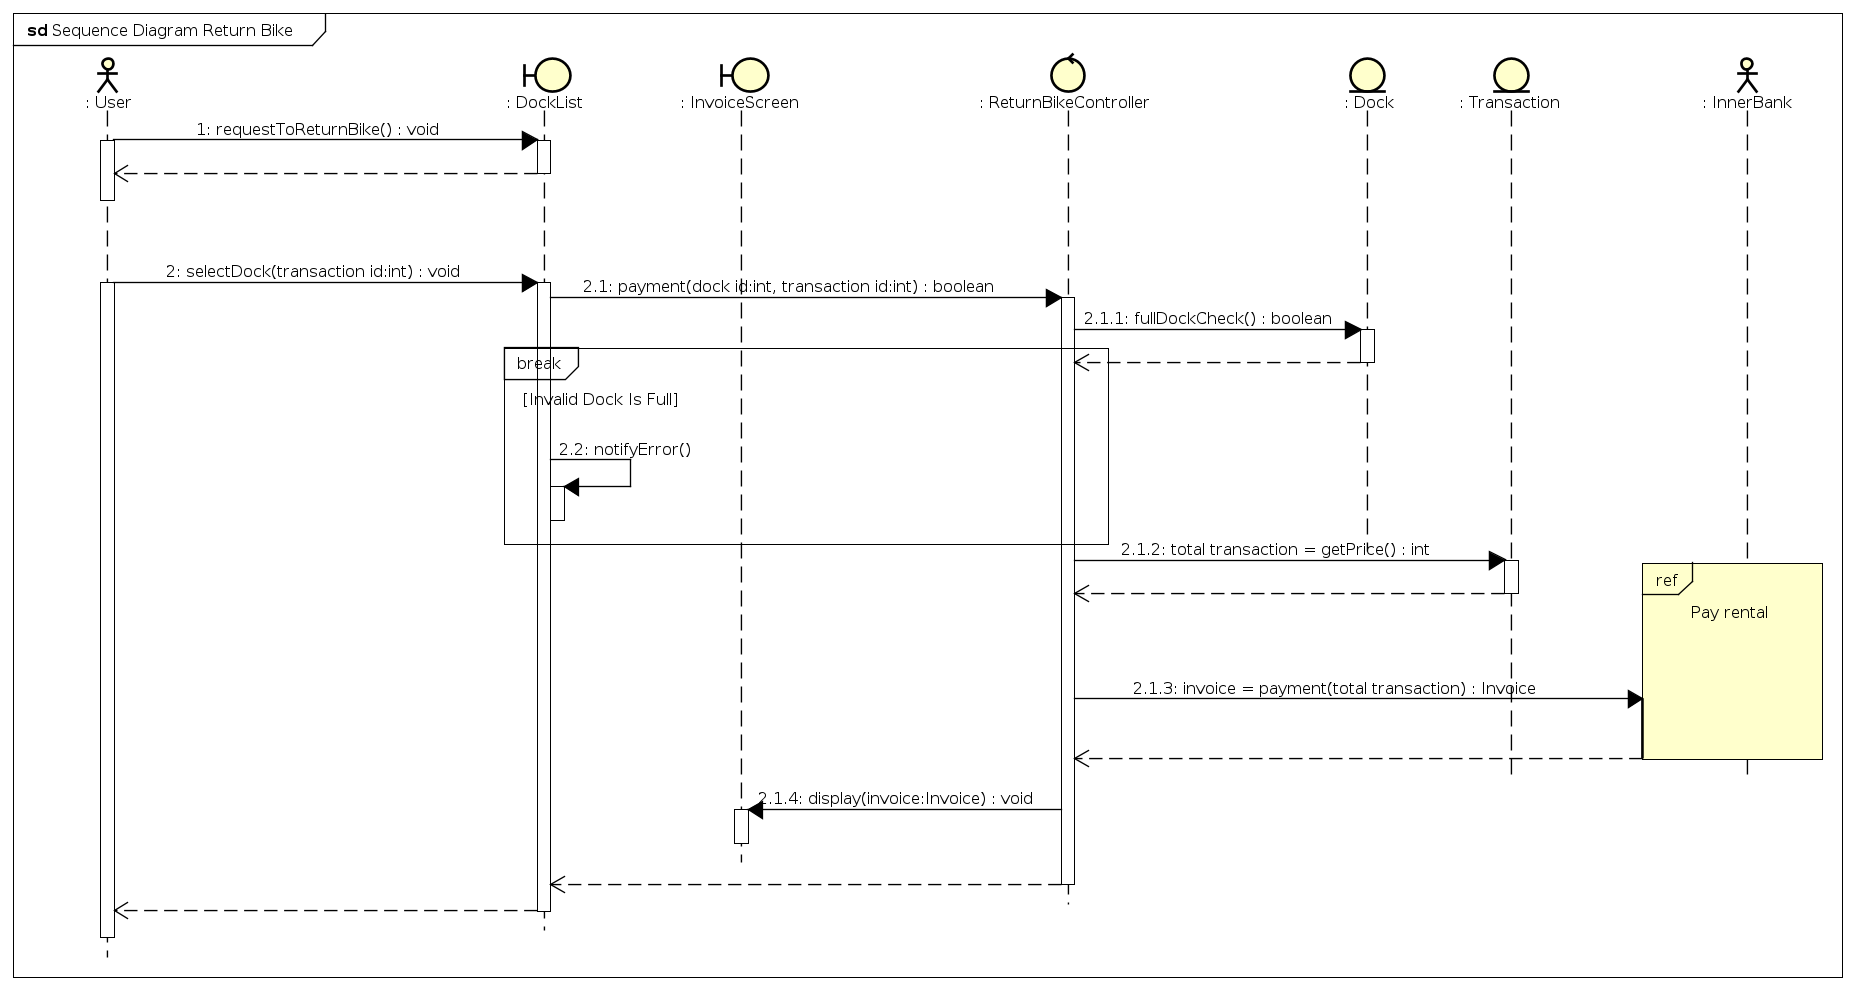 sd Sequence Diagram Return Bike
: User
: DockList
: InvoiceScreen
: ReturnBikeController
: Dock
: Transaction
: InnerBank
1: requestToReturnBike() : void
2: selectDock(transaction id:int) : void
2.1: payment(dock id:int, transaction id:int) : boolean
2.1.1: fullDockCheck() : boolean
break
[Invalid Dock Is Full]
2.2: notifyError()
2.1.2: total transaction = getPrice() : int
ref
Pay rental
2.1.3: invoice = payment(total transaction) : Invoice
2.1.4: display(invoice:Invoice) : void